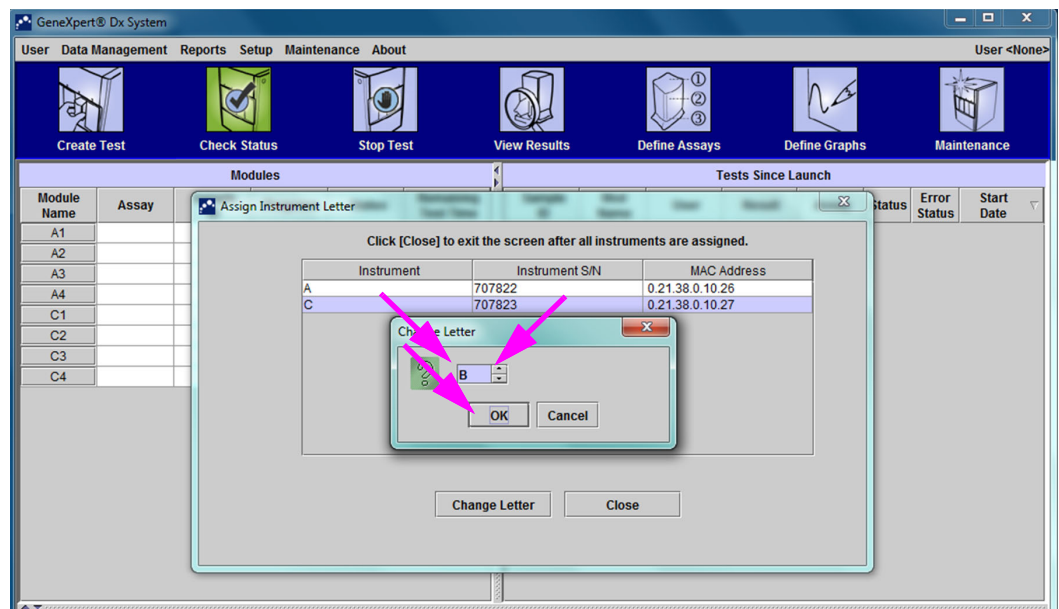 GeneXpert® Dx System
User Data Management Reports Setup Maintenance About User <None>
Create Test Check Status Stop Test View Results Define Assays Define Graphs Maintenance
Modules Tests Since Launch
Module Name Assay Status Error Status Start Date
Assign Instrument Letter
A1
A2
A3
A4
C1
C2
C3
C4
Click [Close] to exit the screen after all instruments are assigned.
Instrument Instrument S/N MAC Address
A 707822 0.21.38.0.10.26
C 707823 0.21.38.0.10.27
Letter
B
OK Cancel
Change Letter Close